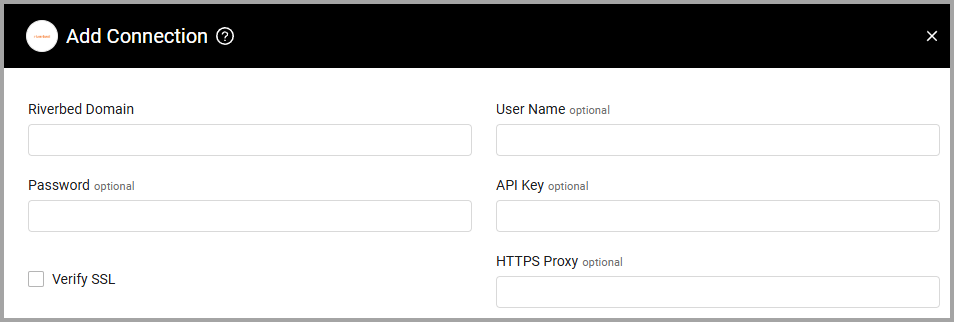 Add Connection ?
Riverbed Domain
User Name optional
Password optional
API Key optional
Verify SSL
HTTPS Proxy optional